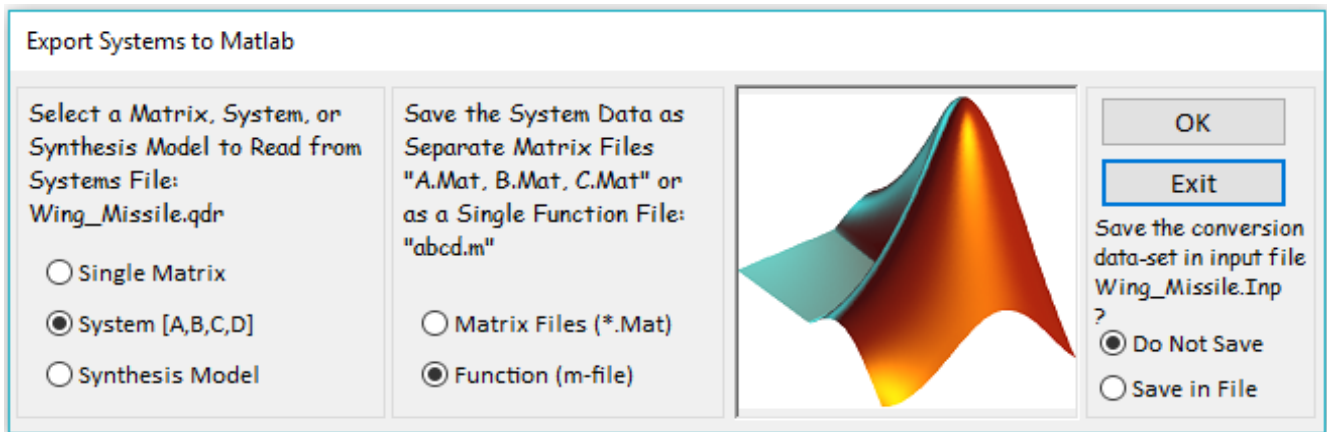 Export Systems to Matlab
Select a Matrix, System, or
Synthesis Model to Read from
Systems File:
Wing_Missile.qdr
Single Matrix
System [A,B,C,D]
Synthesis Model
Save the System Data as
Separate Matrix Files
"A.Mat, B.Mat, C.Mat" or
as a Single Function File:
"abcd.m"
Matrix Files (*.Mat)
Function (m-file)
OK
Exit
Save the conversion
data-set in input file
Wing_Missile.Inp
?
Do Not Save
Save in File